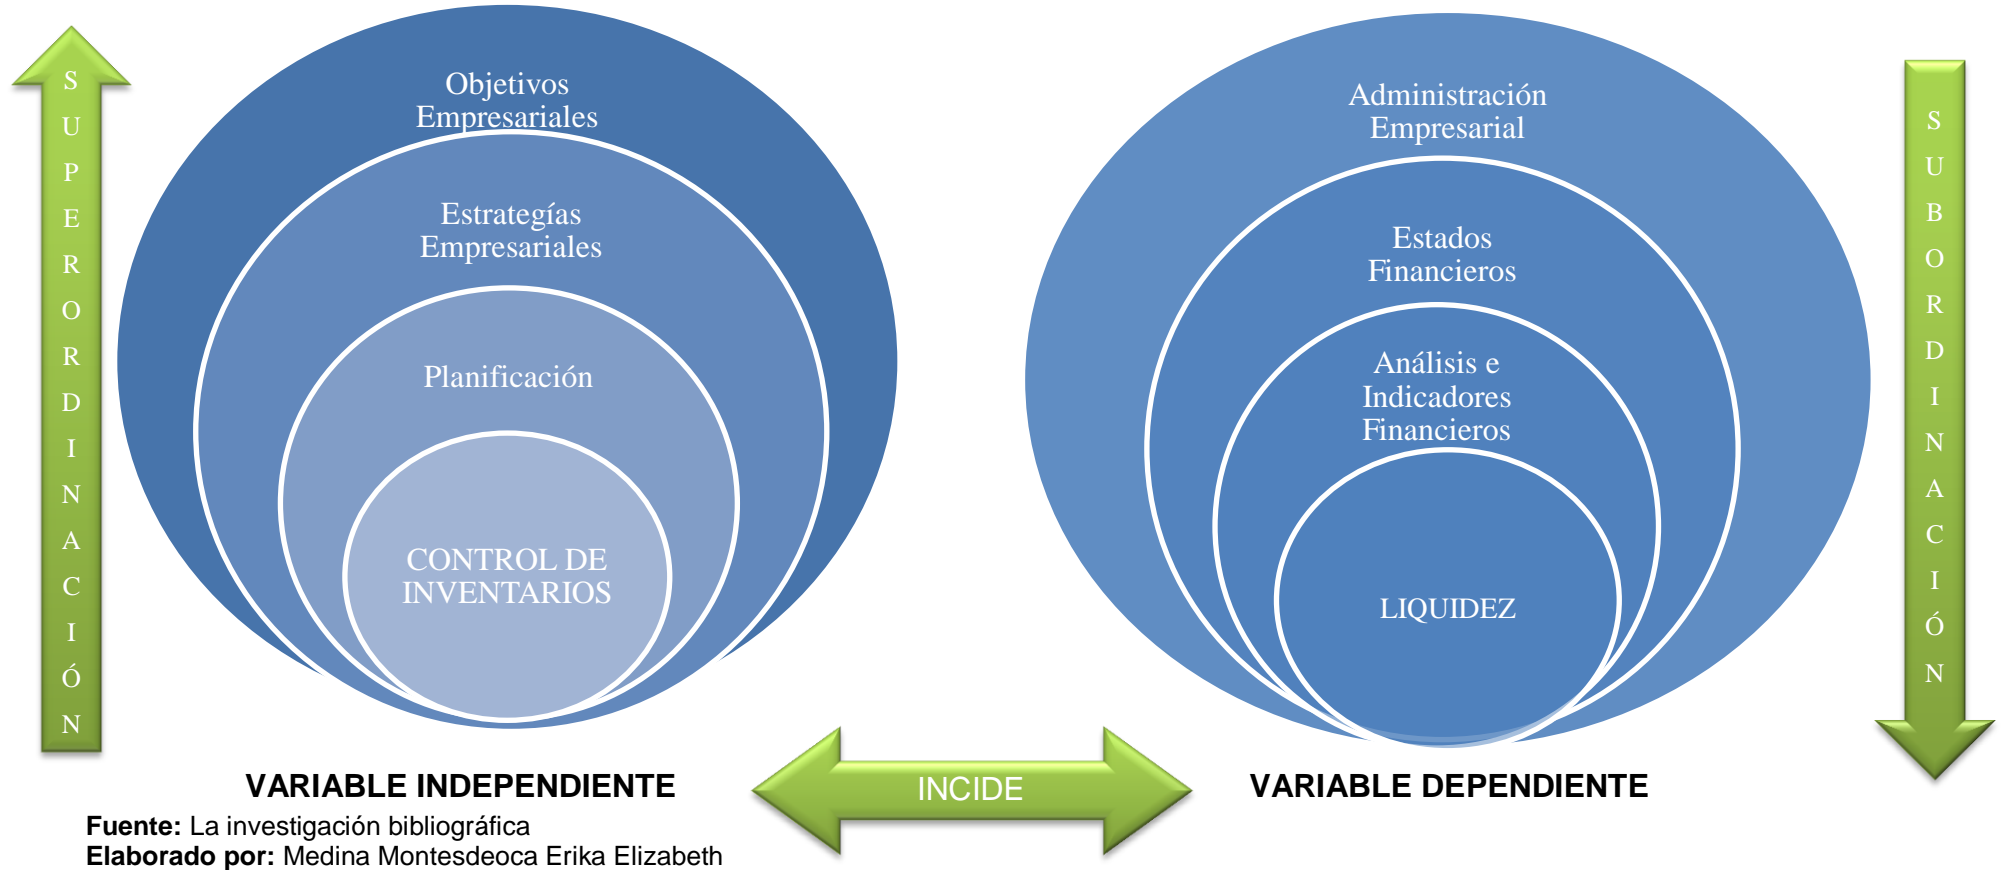 SUPERORDINACIÓN
Objetivos
Empresariales
Estrategías
Empresariales
Planificación
CONTROL DE
INVENTARIOS
Administración
Empresarial
Estados
Financieros
Análisis e
Indicadores
Financieros
LIQUIDEZ
SUBORDINACIÓN
VARIABLE INDEPENDIENTE
INCIDE
VARIABLE DEPENDIENTE
Fuente: La investigación bibliográfica
Elaborado por: Medina Montesdeoca Erika Elizabeth